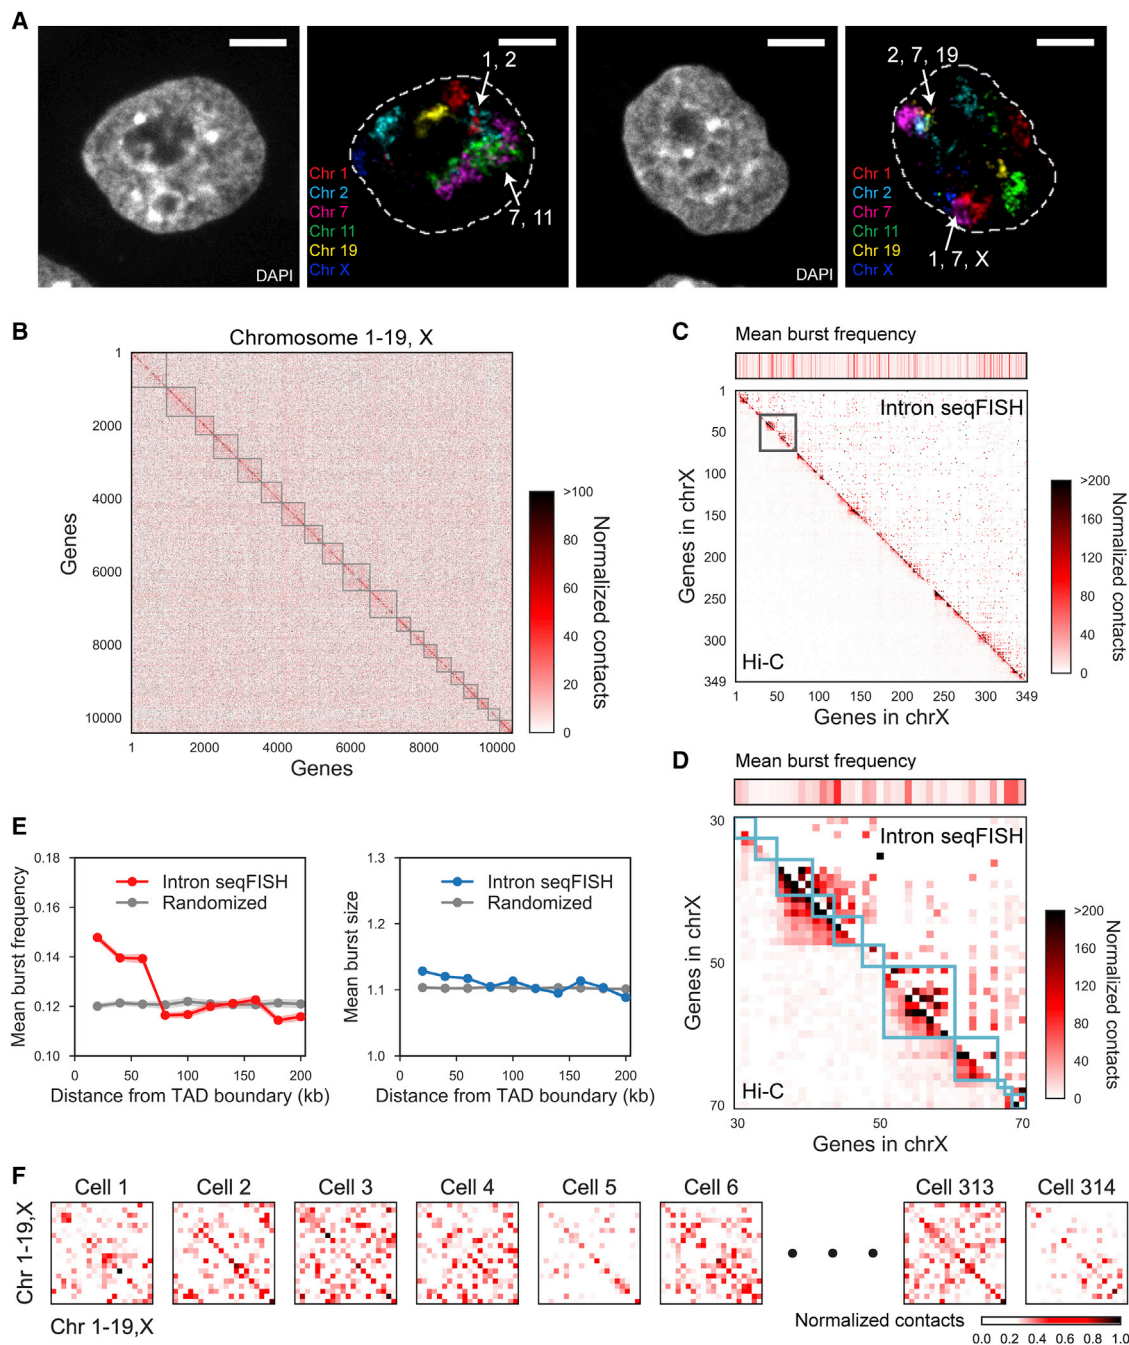 A
1, 2
Chr 1
Chr 2
Chr 7
Chr 11
Chr 19
Chr X
7, 11
DAPI
2, 7, 19
Chr 1
Chr 2
Chr 7
Chr 11
Chr 19
Chr X
1, 7, X
DAPI
B
Chromosome 1-19, X
1
2000
4000
6000
8000
10000
Genes
1 2000 4000 6000 8000 10000
Genes
>100
80
60
40
20
0
Normalized contacts
C
Mean burst frequency
Intron seqFISH
Hi-C
1
50
100
150
200
250
300
349
Genes in chrX
1 50 100 150 200 250 300 349
Genes in chrX
>200
160
120
80
40
0
Normalized contacts
D
Mean burst frequency
Intron seqFISH
Hi-C
30
50
70
Genes in chrX
30 50 70
Genes in chrX
>200
160
120
80
40
0
Normalized contacts
E
Mean burst frequency
0.18
0.16
0.14
0.12
0.10
Intron seqFISH
Randomized
0 50 100 150 200
Distance from TAD boundary (kb)
Mean burst size
1.3
1.2
1.1
1.0
Intron seqFISH
Randomized
0 50 100 150 200
Distance from TAD boundary (kb)
F
Cell 1 Cell 2 Cell 3 Cell 4 Cell 5 Cell 6 Cell 313 Cell 314
Chr 1-19,X
Chr 1-19,X
Normalized contacts
0.0 0.2 0.4 0.6 0.8 1.0